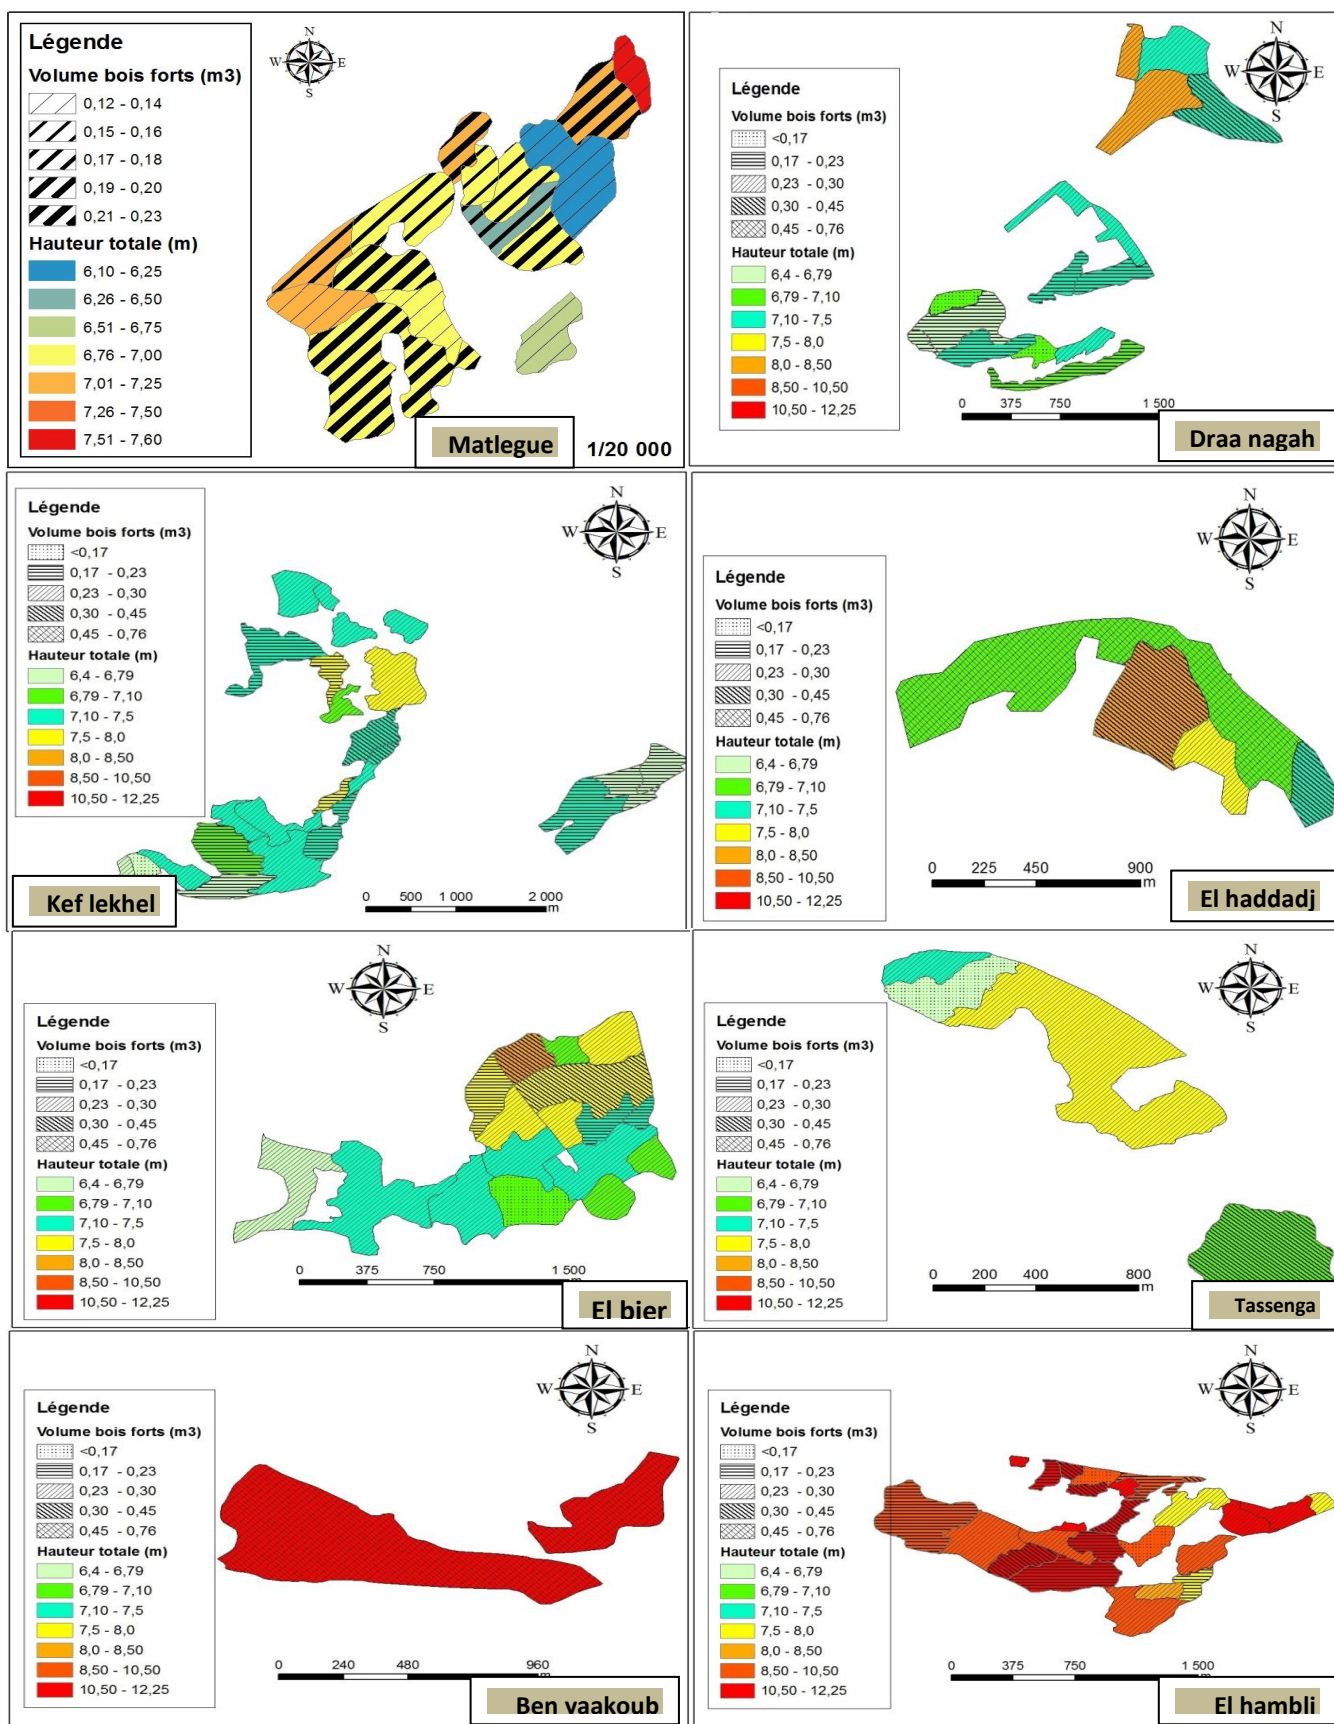 Légende
Volume bois forts (m3)
0,12 - 0,14
0,15 - 0,16
0,17 - 0,18
0,19 - 0,20
0,21 - 0,23
Hauteur totale (m)
6,10 - 6,25
6,26 - 6,50
6,51 - 6,75
6,76 - 7,00
7,01 - 7,25
7,26 - 7,50
7,51 - 7,60
N
W E
S
Matlegue
1/20 000
Légende
Volume bois forts (m3)
<0,17
0,17 - 0,23
0,23 - 0,30
0,30 - 0,45
0,45 - 0,76
Hauteur totale (m)
6,4 - 6,79
6,79 - 7,10
7,10 - 7,5
7,5 - 8,0
8,0 - 8,50
8,50 - 10,50
10,50 - 12,25
N
W E
S
0 375 750 1 500
Draa nagah
Légende
Volume bois forts (m3)
<0,17
0,17 - 0,23
0,23 - 0,30
0,30 - 0,45
0,45 - 0,76
Hauteur totale (m)
6,4 - 6,79
6,79 - 7,10
7,10 - 7,5
7,5 - 8,0
8,0 - 8,50
8,50 - 10,50
10,50 - 12,25
N
W E
S
0 500 1 000 2 000
m
Kef lekhel
Légende
Volume bois forts (m3)
<0,17
0,17 - 0,23
0,23 - 0,30
0,30 - 0,45
0,45 - 0,76
Hauteur totale (m)
6,4 - 6,79
6,79 - 7,10
7,10 - 7,5
7,5 - 8,0
8,0 - 8,50
8,50 - 10,50
10,50 - 12,25
N
W E
S
0 225 450 900
m
El haddadj
Légende
Volume bois forts (m3)
<0,17
0,17 - 0,23
0,23 - 0,30
0,30 - 0,45
0,45 - 0,76
Hauteur totale (m)
6,4 - 6,79
6,79 - 7,10
7,10 - 7,5
7,5 - 8,0
8,0 - 8,50
8,50 - 10,50
10,50 - 12,25
N
W E
S
0 375 750 1 500
m
El bier
Légende
Volume bois forts (m3)
<0,17
0,17 - 0,23
0,23 - 0,30
0,30 - 0,45
0,45 - 0,76
Hauteur totale (m)
6,4 - 6,79
6,79 - 7,10
7,10 - 7,5
7,5 - 8,0
8,0 - 8,50
8,50 - 10,50
10,50 - 12,25
N
W E
S
0 200 400 800
m
Tassenga
Légende
Volume bois forts (m3)
<0,17
0,17 - 0,23
0,23 - 0,30
0,30 - 0,45
0,45 - 0,76
Hauteur totale (m)
6,4 - 6,79
6,79 - 7,10
7,10 - 7,5
7,5 - 8,0
8,0 - 8,50
8,50 - 10,50
10,50 - 12,25
N
W E
S
0 240 480 960
m
Ben yaakoub
Légende
Volume bois forts (m3)
<0,17
0,17 - 0,23
0,23 - 0,30
0,30 - 0,45
0,45 - 0,76
Hauteur totale (m)
6,4 - 6,79
6,79 - 7,10
7,10 - 7,5
7,5 - 8,0
8,0 - 8,50
8,50 - 10,50
10,50 - 12,25
N
W E
S
0 375 750 1 500
m
El hambli